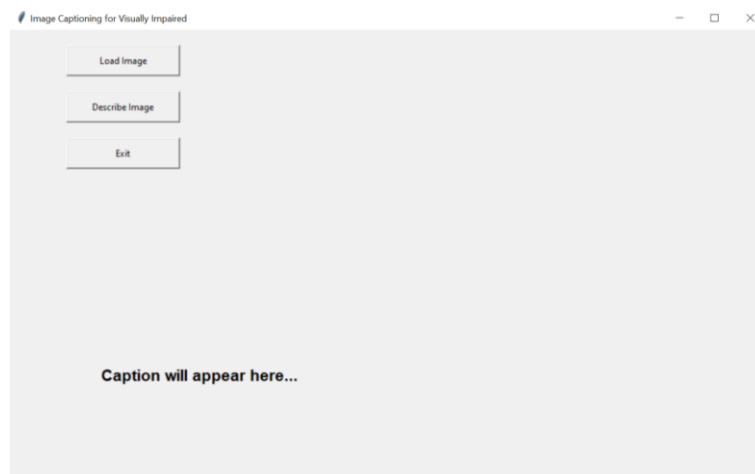 Image Captioning for Visually Impaired
Load Image
Describe Image
Exit
Caption will appear here...